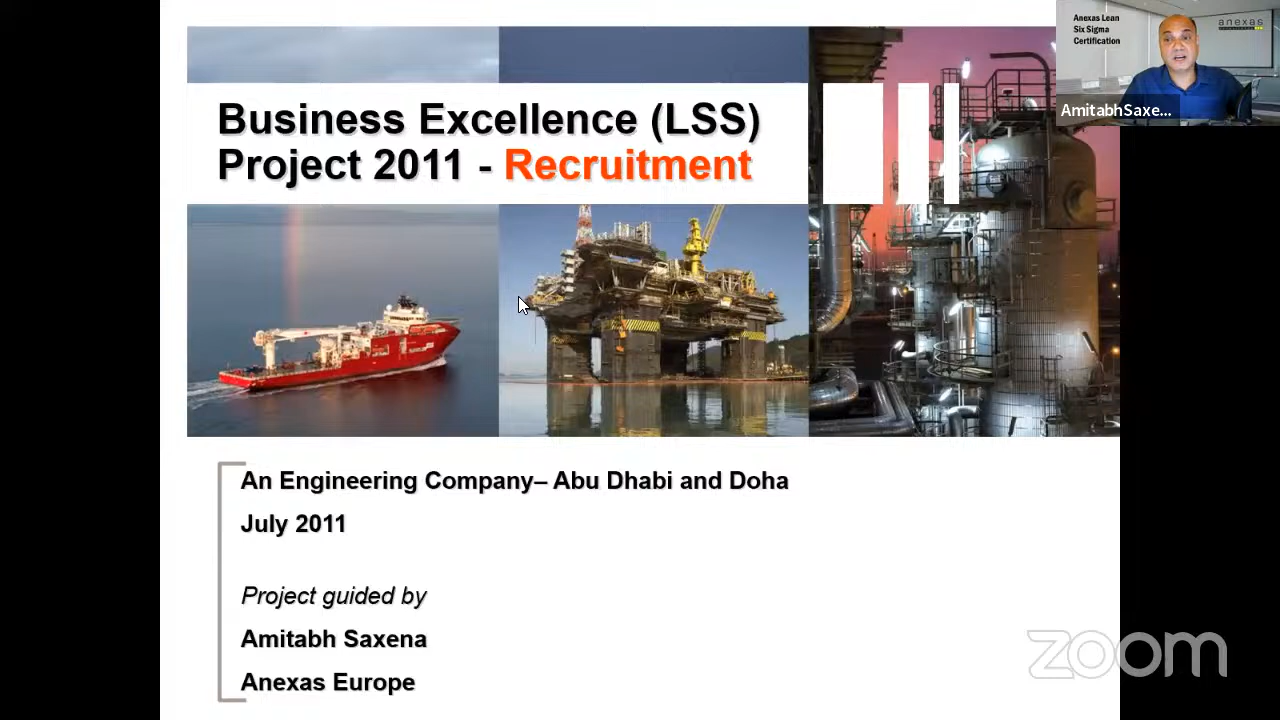 Business Excellence (LSS)
Project 2011 - Recruitment
An Engineering Company– Abu Dhabi and Doha
July 2011
Project guided by
Amitabh Saxena
Anexas Europe
Anexas Lean
Six Sigma
Certification
anexas
AmitabhSaxe...
zoom